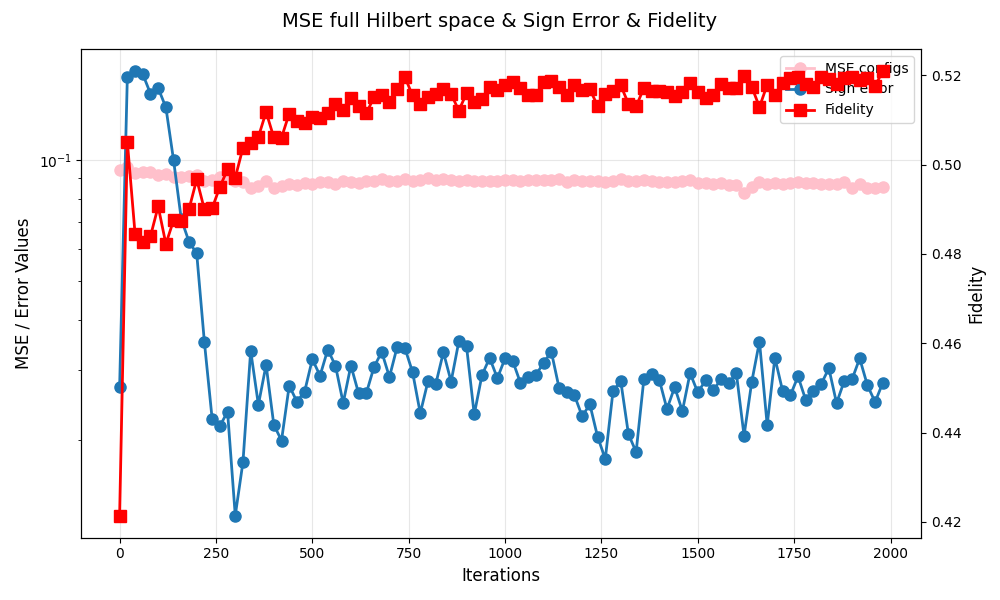 MSE full Hilbert space & Sign Error & Fidelity
MSE configs
Sign error
Fidelity
MSE / Error Values
10⁻¹
0.52
0.50
0.48
0.46
0.44
0.42
Fidelity
0
250
500
750
1000
1250
1500
1750
2000
Iterations